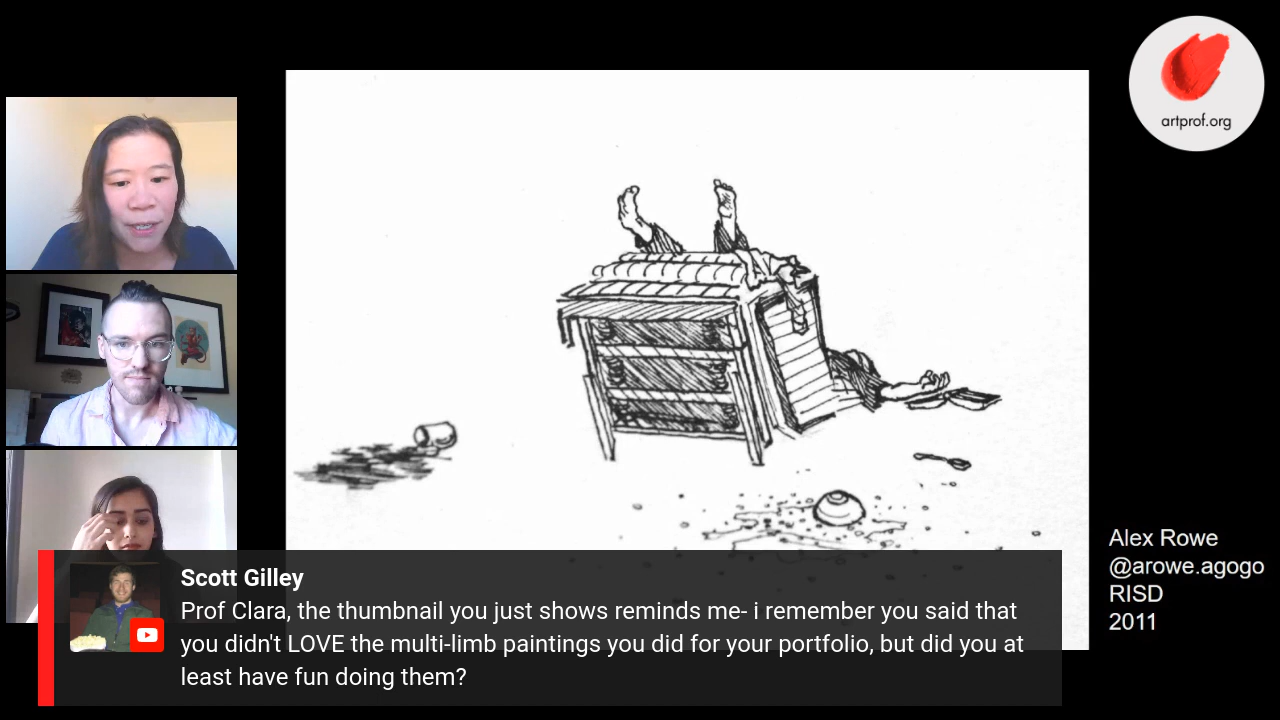 artprof.org
Alex Rowe
@arowe.agogo
RISD
2011
Scott Gilley
Prof Clara, the thumbnail you just shows reminds me- i remember you said that
you didn't LOVE the multi-limb paintings you did for your portfolio, but did you at
least have fun doing them?